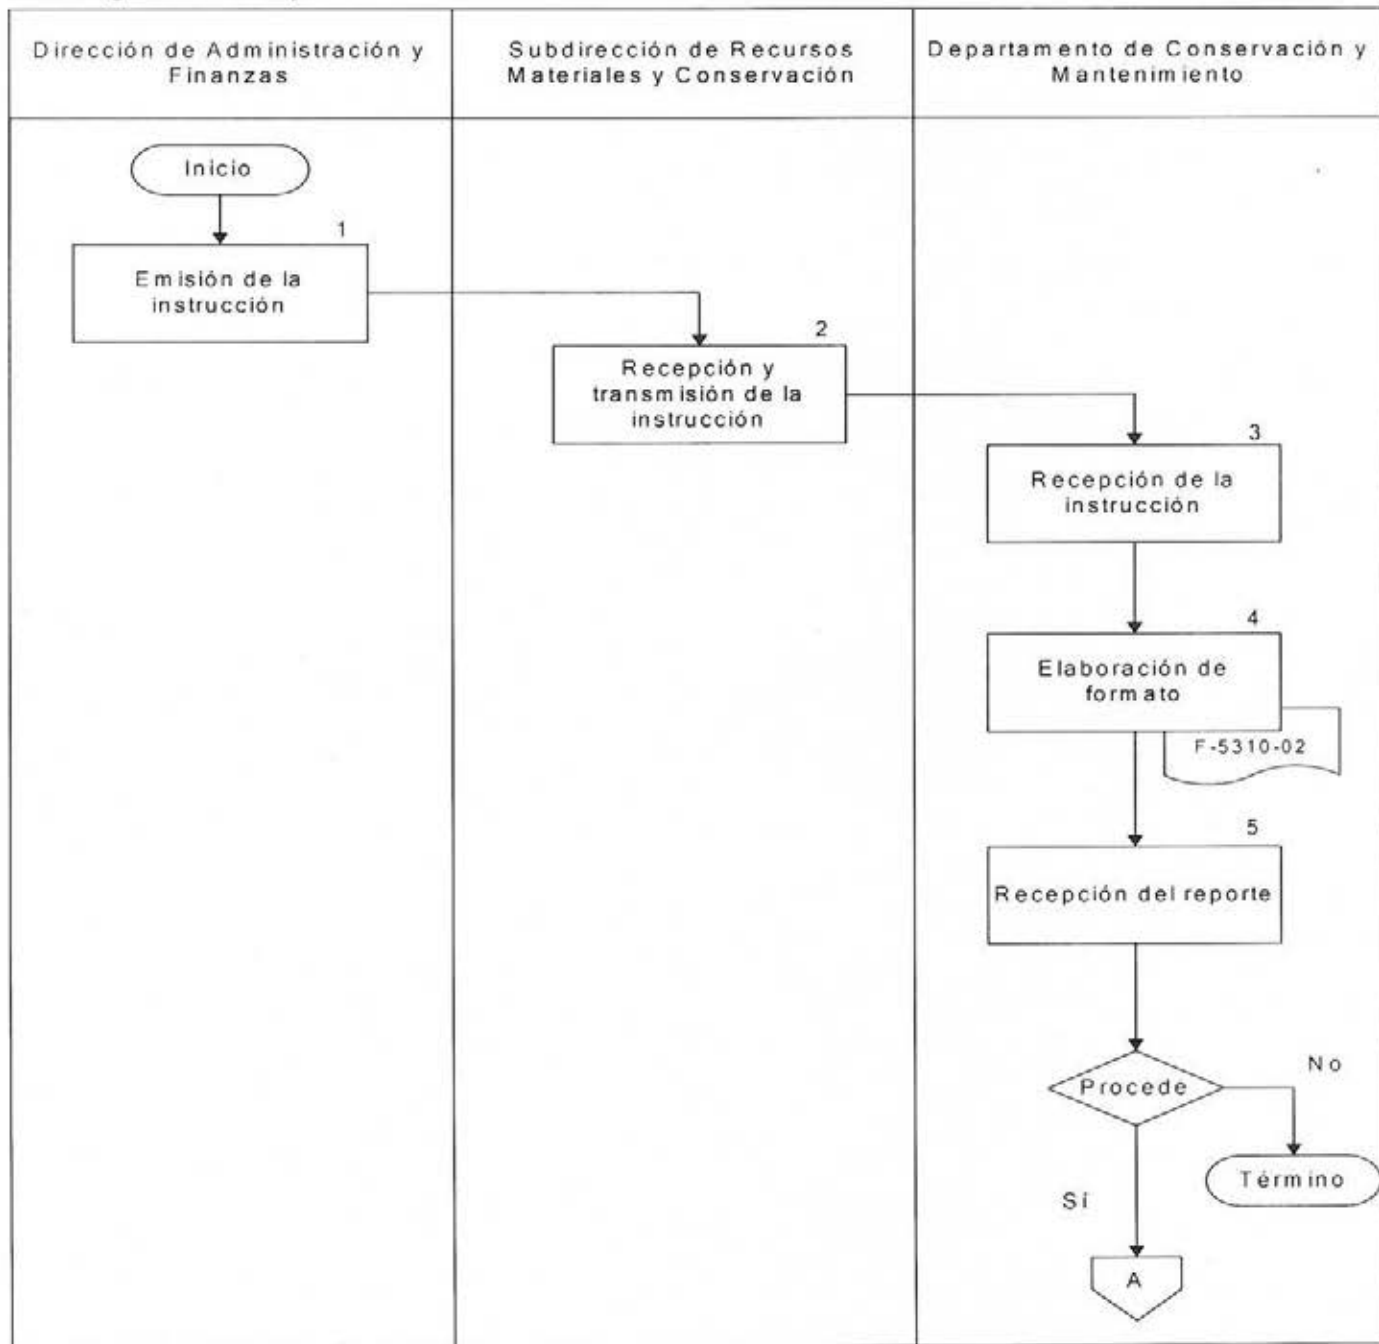 Dirección de Administración y
Finanzas
Subdirección de Recursos
Materiales y Conservación
Departamento de Conservación y
Mantenimiento
Inicio
1
Emisión de la
instrucción
2
Recepción y
transmisión de la
instrucción
3
Recepción de la
instrucción
4
Elaboración de
formato
F-5310-02
5
Recepción del reporte
Procede
No
Término
Sí
A